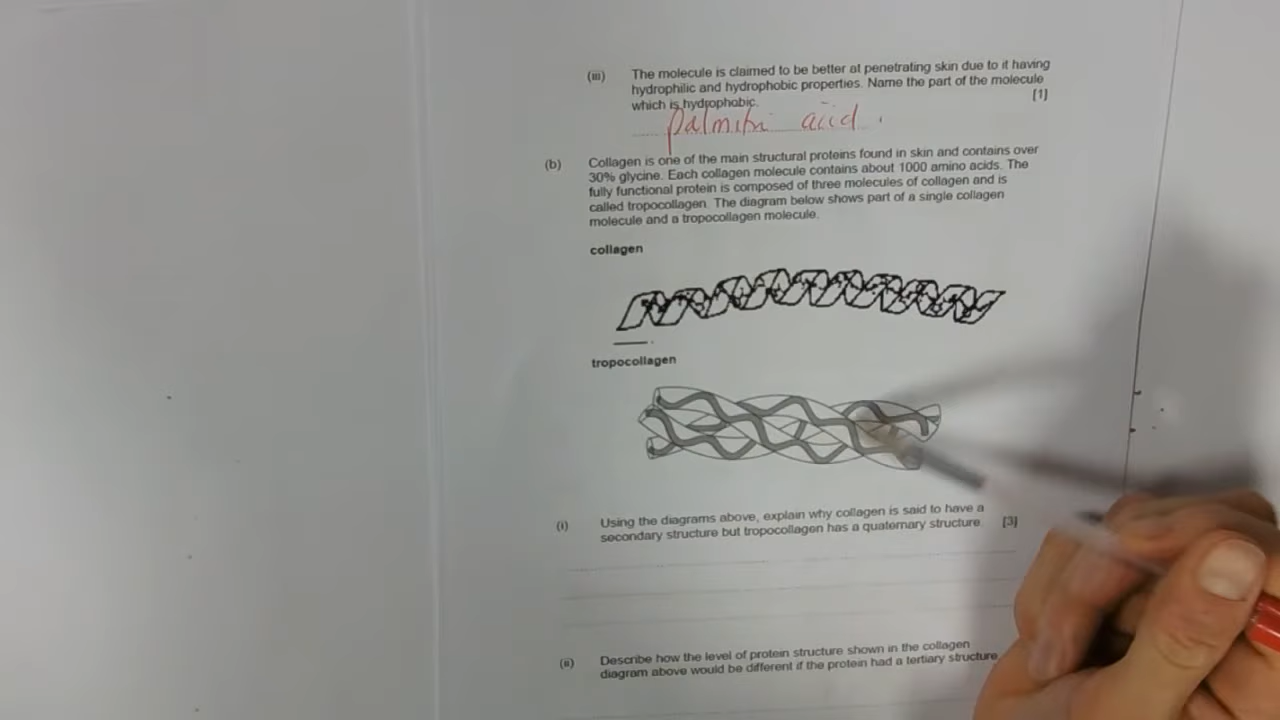 (iii) The molecule is claimed to be better at penetrating skin due to it having
hydrophilic and hydrophobic properties. Name the part of the molecule
which is hydrophobic. [1]
palmitic acid.
(b) Collagen is one of the main structural proteins found in skin and contains over
30% glycine. Each collagen molecule contains about 1000 amino acids. The
fully functional protein is composed of three molecules of collagen and is
called tropocollagen. The diagram below shows part of a single collagen
molecule and a tropocollagen molecule.
collagen
tropocollagen
(i) Using the diagrams above, explain why collagen is said to have a
secondary structure but tropocollagen has a quaternary structure. [3]
(ii) Describe how the level of protein structure shown in the collagen
diagram above would be different if the protein had a tertiary structure